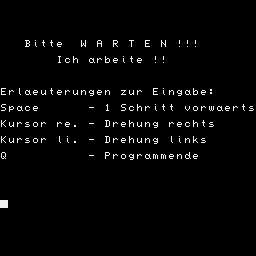 Bitte W A R T E N !!!
Ich arbeite !!
Erlaeuterungen zur Eingabe:
Space - 1 Schritt vorwaerts
Kursor re. - Drehung rechts
Kursor li. - Drehung links
Q - Programmende